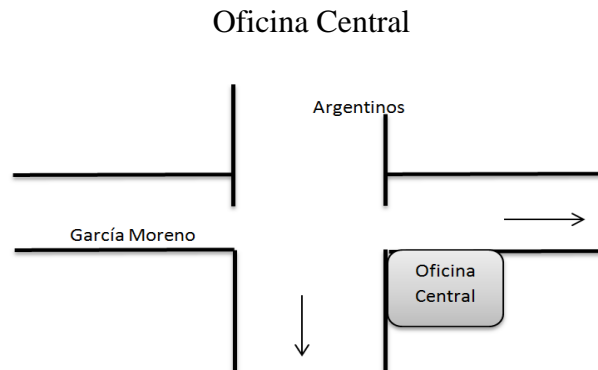 Oficina Central
Argentinos
García Moreno
Oficina
Central